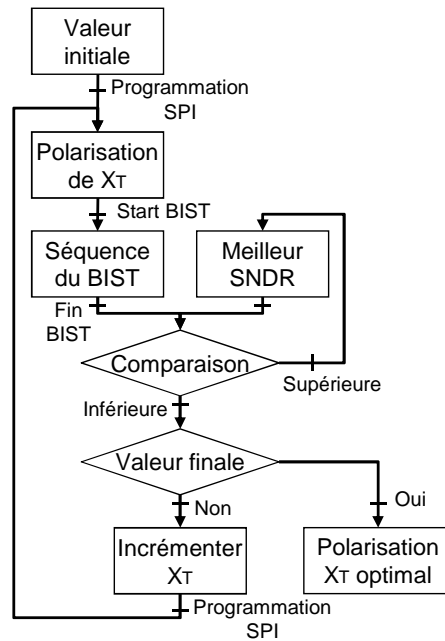 Valeur
initiale
Programmation
SPI
Polarisation
de XT
Start BIST
Séquence
du BIST
Meilleur
SNDR
Fin
BIST
Comparaison
Supérieure
Inférieure
Valeur finale
Non
Oui
Incrémenter
XT
Polarisation
XT optimal
Programmation
SPI